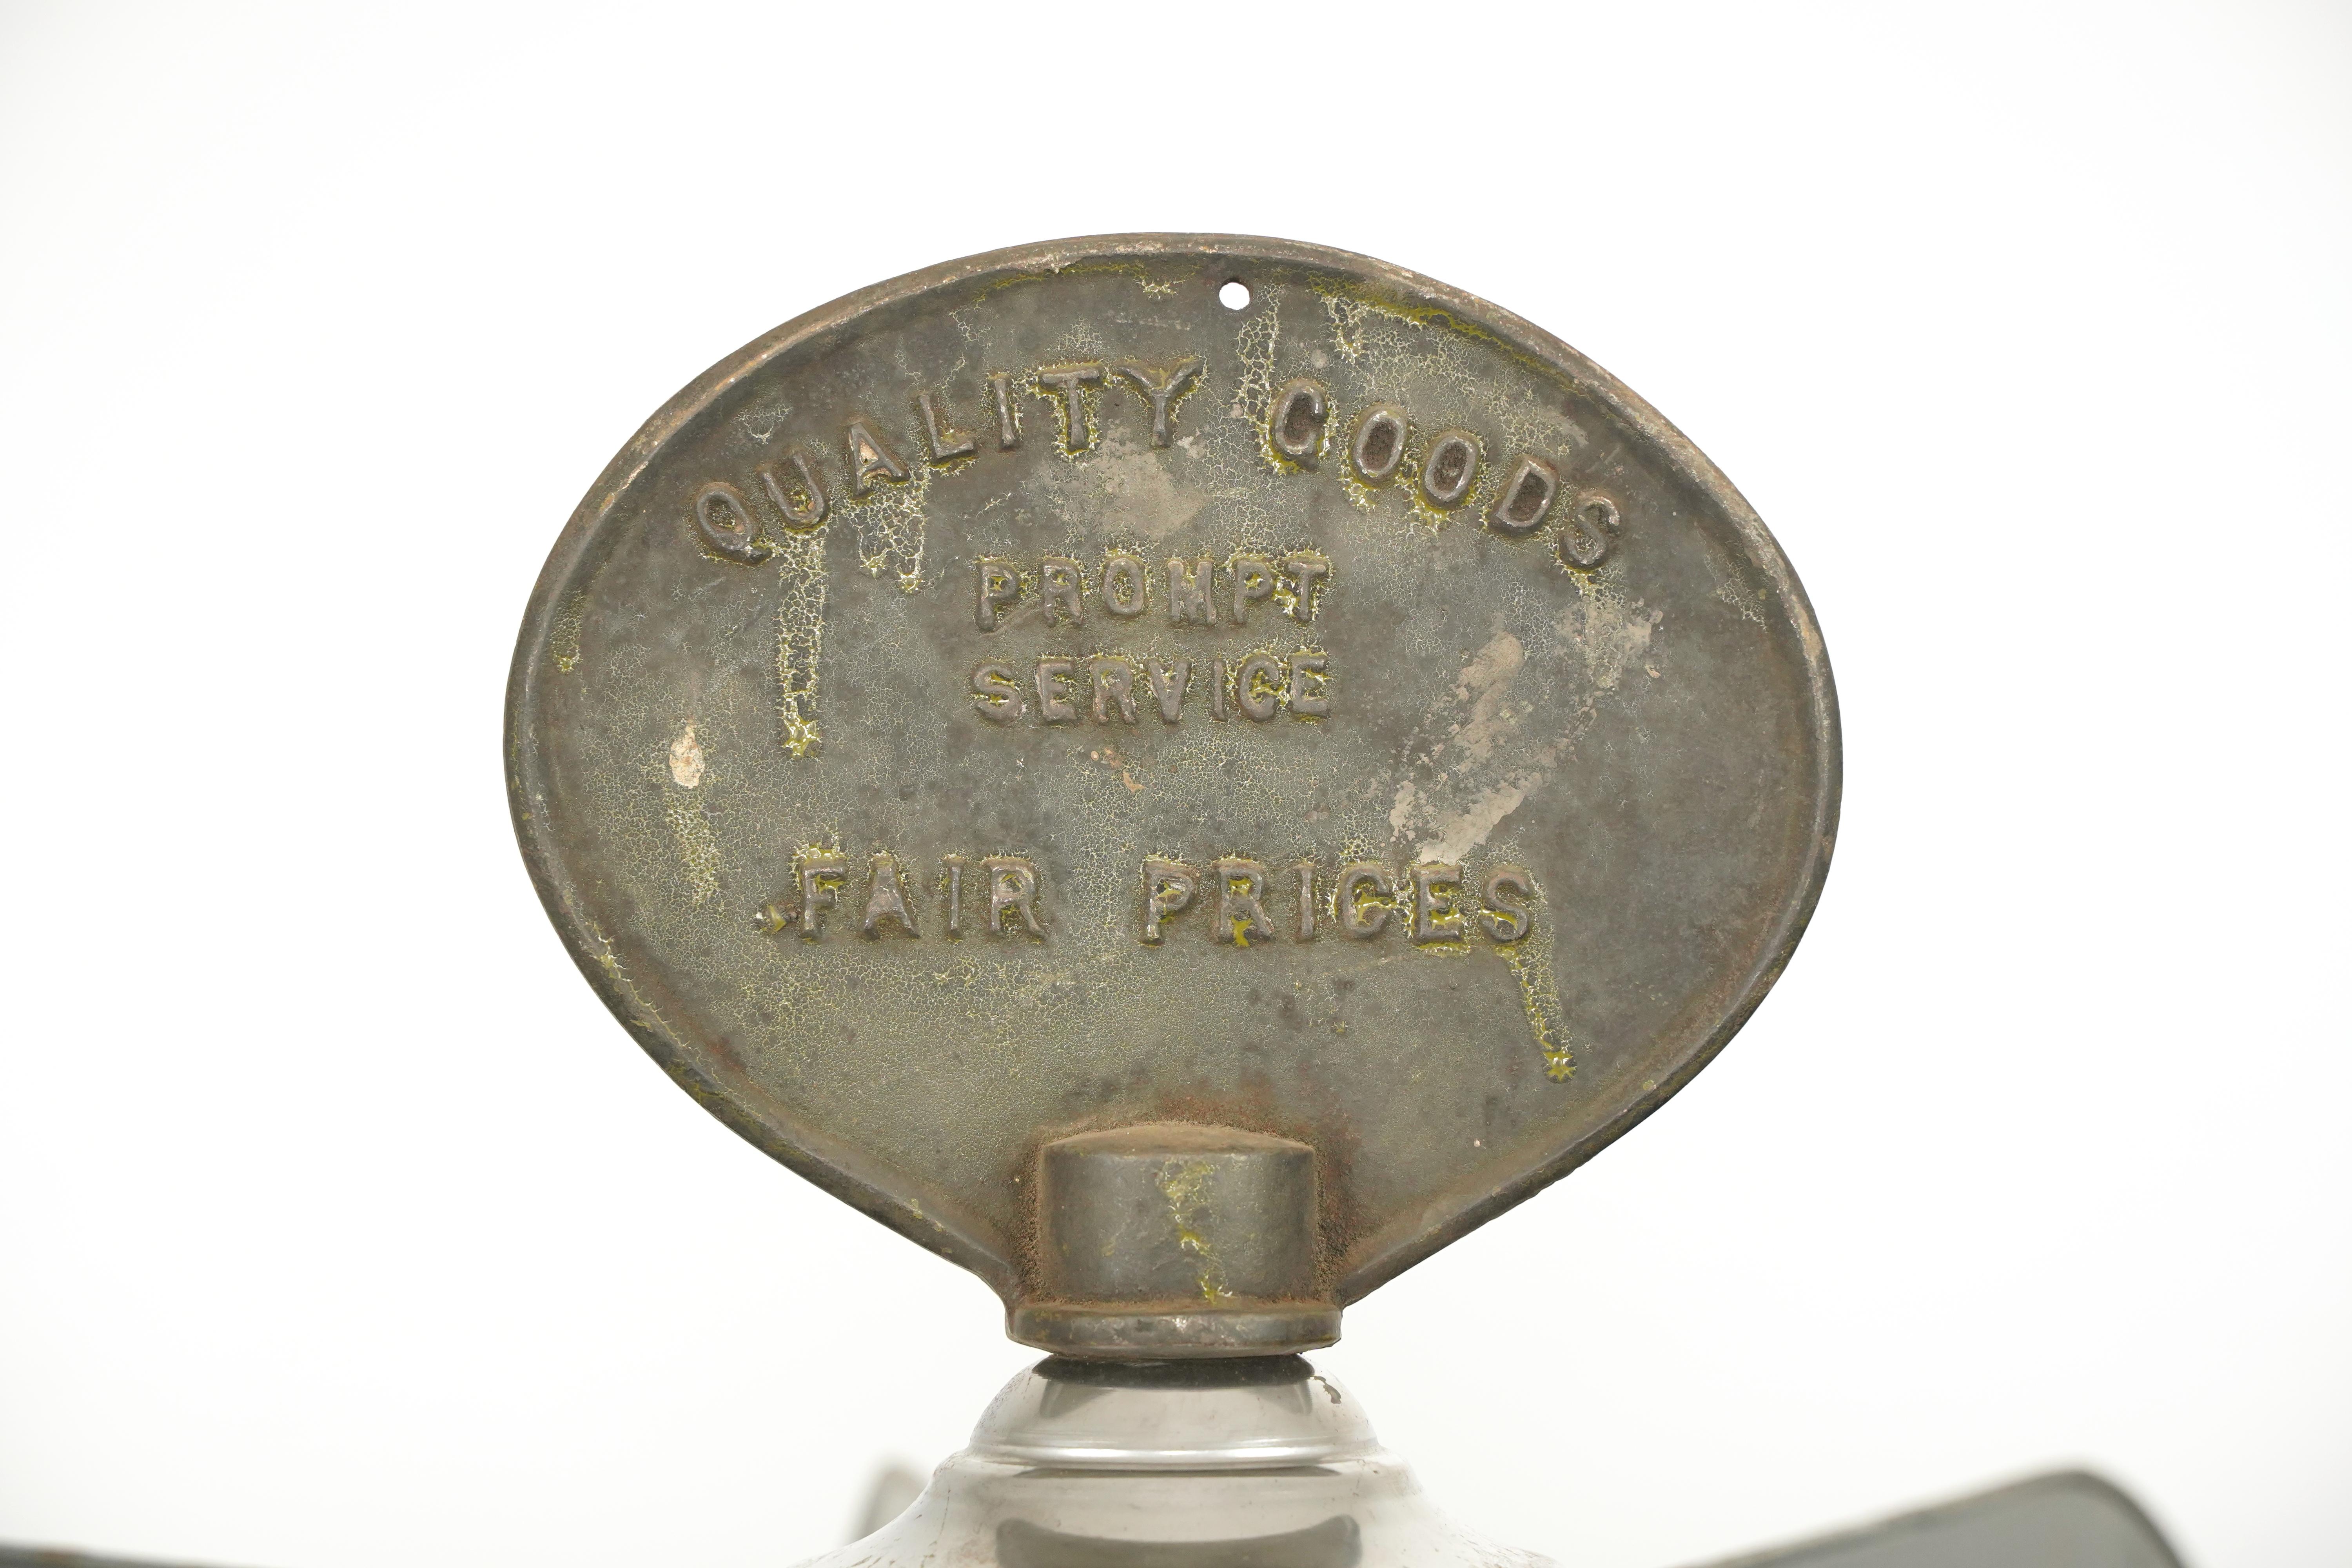 QUALITY GOODS
PROMPT
SERVICE
FAIR PRICES